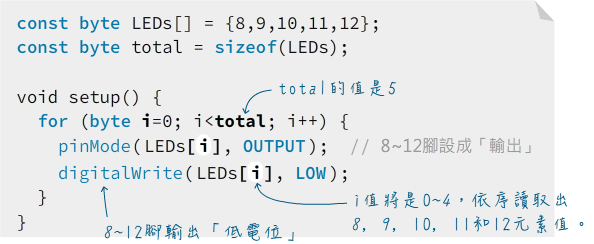 const byte LEDs[] = {8,9,10,11,12};
const byte total = sizeof(LEDs);
void setup() {
total的值是5
for (byte i=0; i<total; i++) {
pinMode(LEDs[i], OUTPUT);  // 8~12腳設成「輸出」
digitalWrite(LEDs[i], LOW);
}
i值將是0~4，依序讀取出
8, 9, 10, 11和12元素值。
}
8~12腳輸出「低電位」